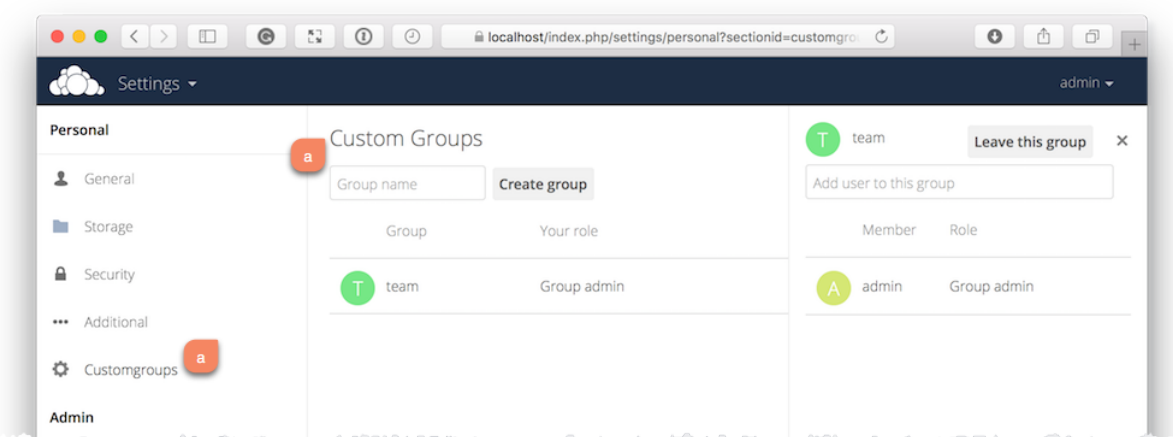 localhost/index.php/settings/personal?sectionid=customgro
Settings
admin
Personal
General
Storage
Security
Additional
Customgroups
a
Admin
Custom Groups
a
Group name
Create group
Group Your role
T team Group admin
T team Leave this group
Add user to this group
Member Role
A admin Group admin